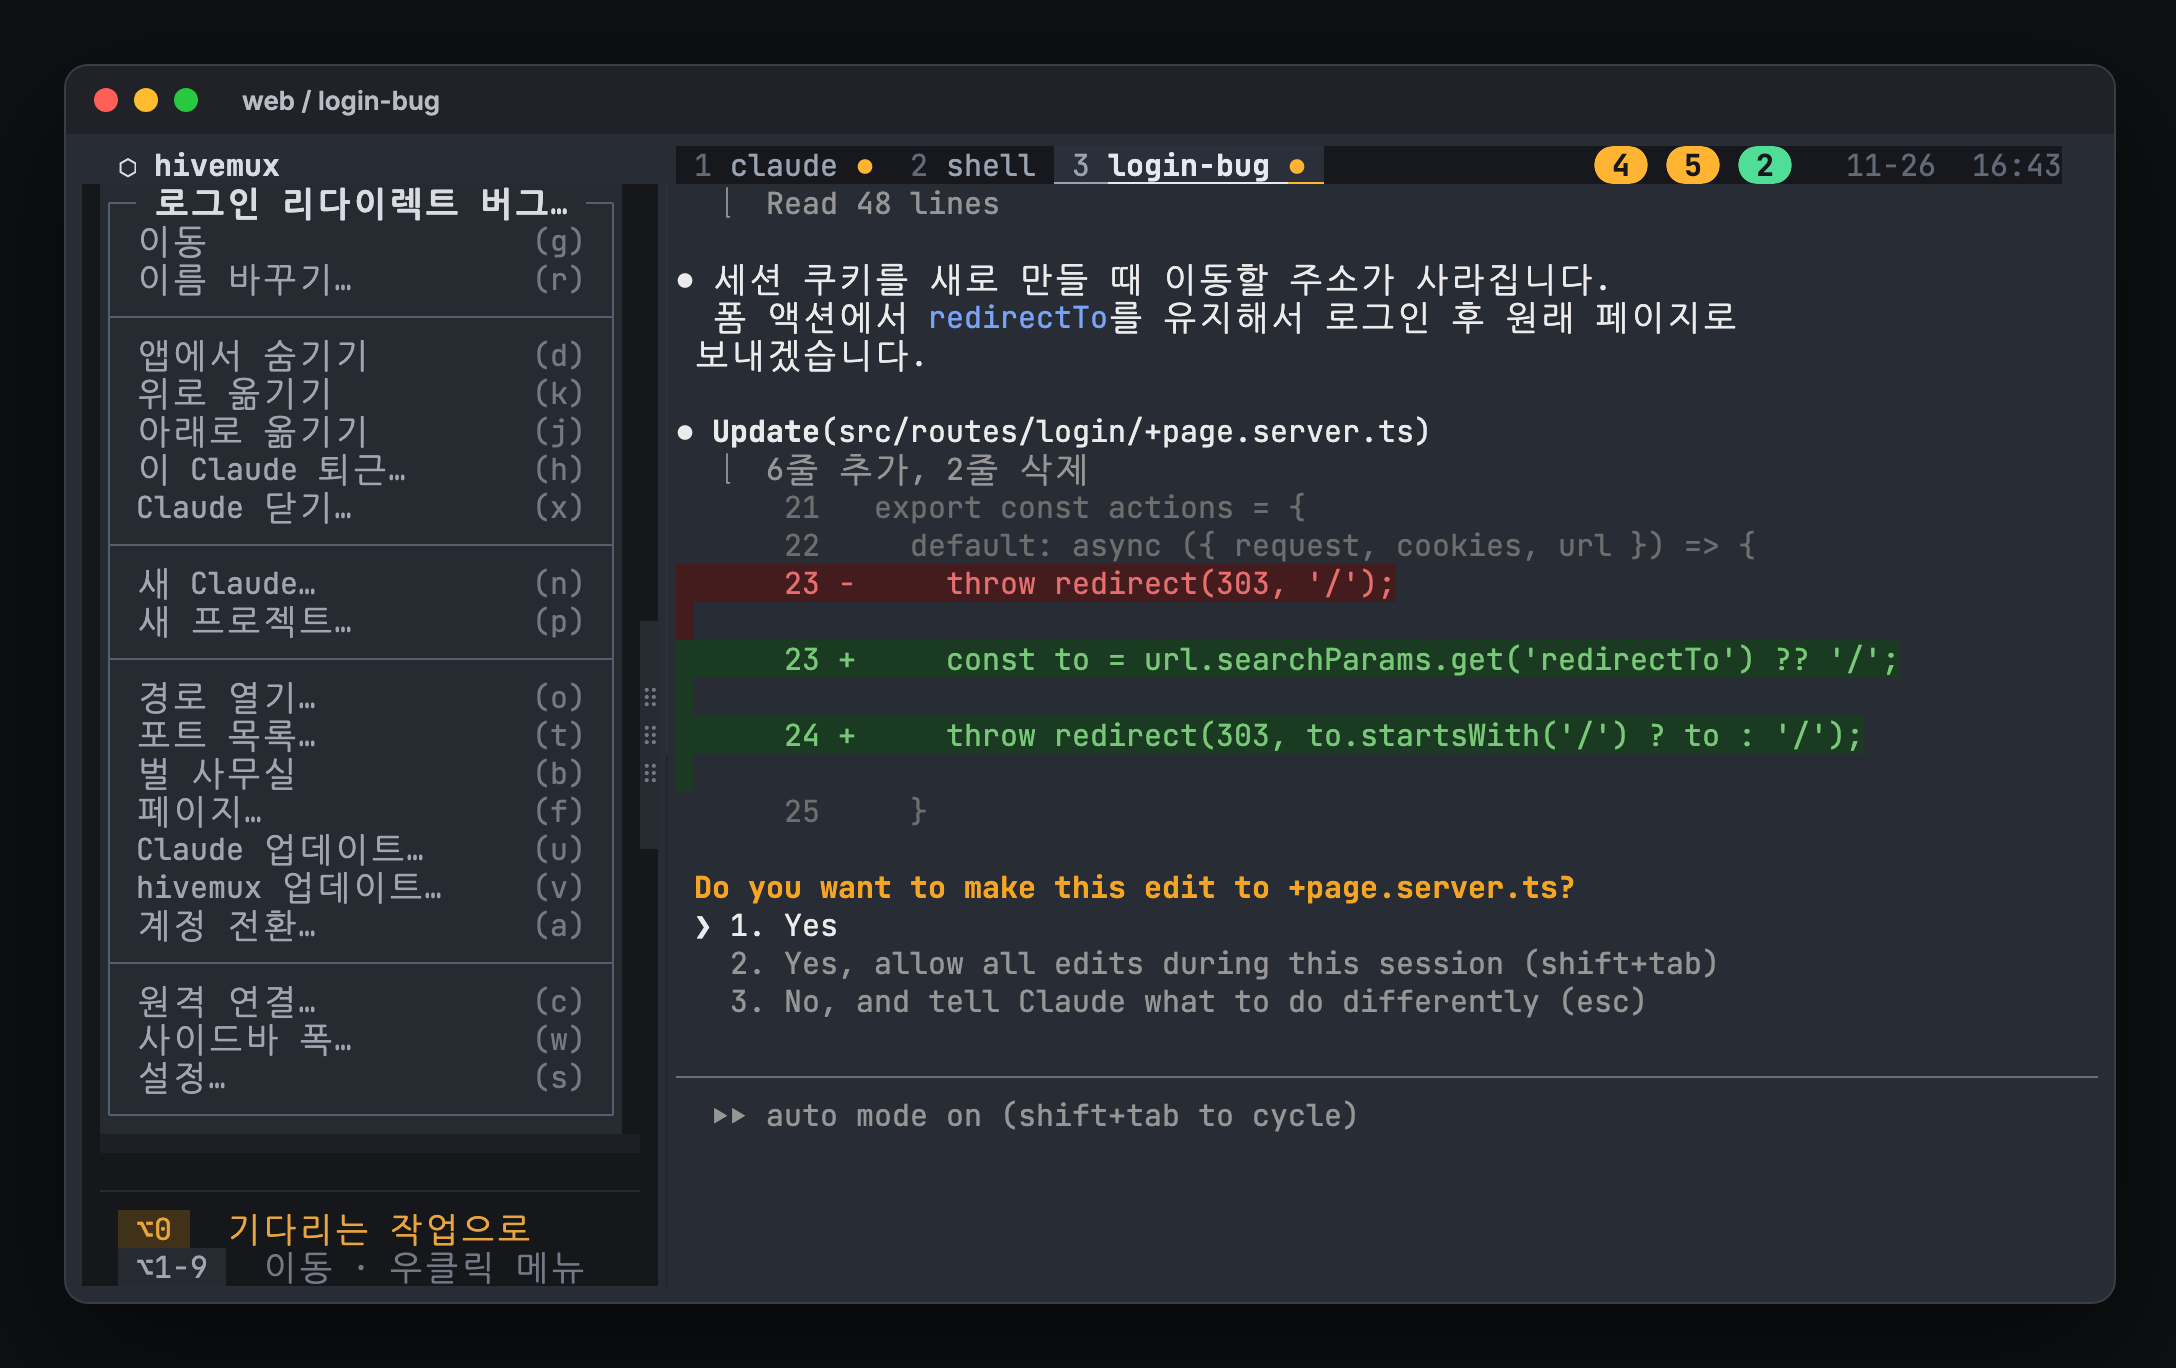 web / login-bug
hivemux
로그인 리다이렉트 버그…
이동 (g)
이름 바꾸기… (r)
앱에서 숨기기 (d)
위로 옮기기 (k)
아래로 옮기기 (j)
이 Claude 퇴근… (h)
Claude 닫기… (x)
새 Claude… (n)
새 프로젝트… (p)
경로 열기… (o)
포트 목록… (t)
벌 사무실 (b)
페이지… (f)
Claude 업데이트… (u)
hivemux 업데이트… (v)
계정 전환… (a)
원격 연결… (c)
사이드바 폭… (w)
설정… (s)
⌥0 기다리는 작업으로
⌥1-9 이동 · 우클릭 메뉴
1 claude ● 2 shell 3 login-bug ● 4 5 2 11-26 16:43
⎣ Read 48 lines
● 세션 쿠키를 새로 만들 때 이동할 주소가 사라집니다.
폼 액션에서 redirectTo를 유지해서 로그인 후 원래 페이지로
보내겠습니다.
● Update(src/routes/login/+page.server.ts)
⎣ 6줄 추가, 2줄 삭제
21 export const actions = {
22 default: async ({ request, cookies, url }) => {
23 - throw redirect(303, '/');
23 + const to = url.searchParams.get('redirectTo') ?? '/';
24 + throw redirect(303, to.startsWith('/') ? to : '/');
25 }
Do you want to make this edit to +page.server.ts?
❯ 1. Yes
2. Yes, allow all edits during this session (shift+tab)
3. No, and tell Claude what to do differently (esc)
▸▸ auto mode on (shift+tab to cycle)